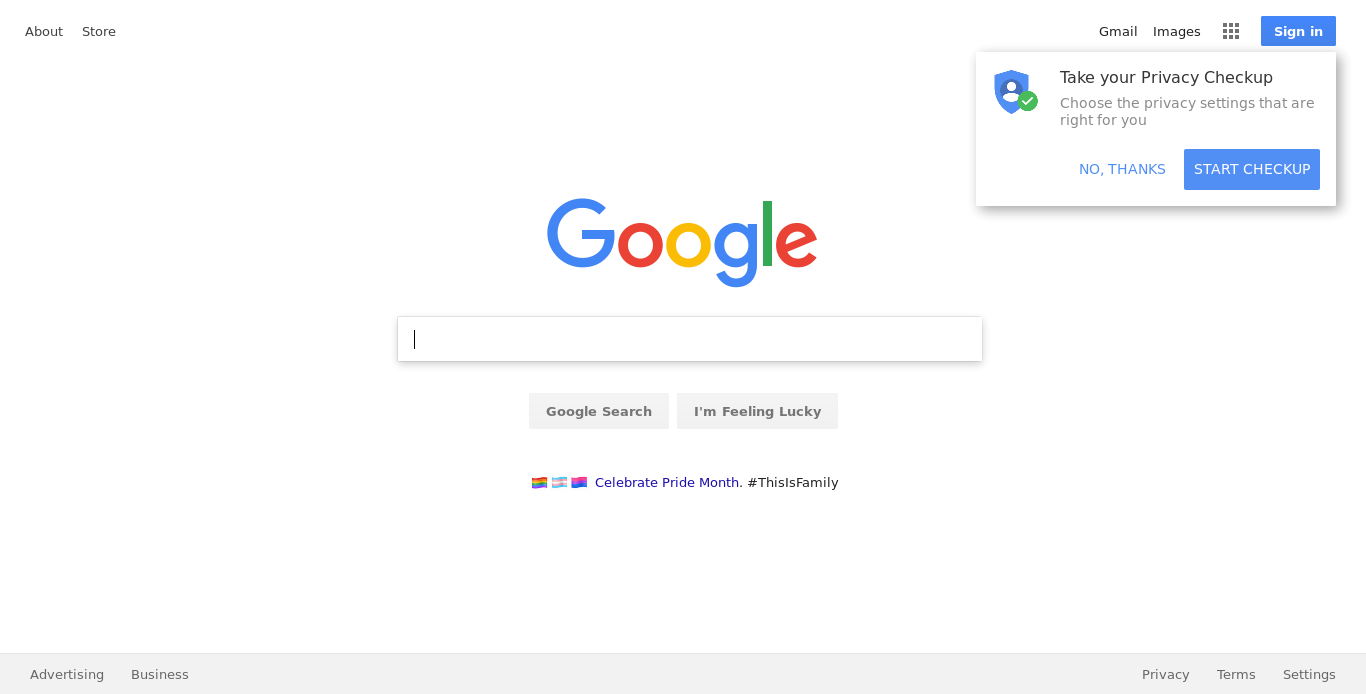 About Store Gmail Images Sign in
Take your Privacy Checkup
Choose the privacy settings that are
right for you
NO, THANKS START CHECKUP
Google
Google Search I'm Feeling Lucky
Celebrate Pride Month. #ThisIsFamily
Advertising Business Privacy Terms Settings